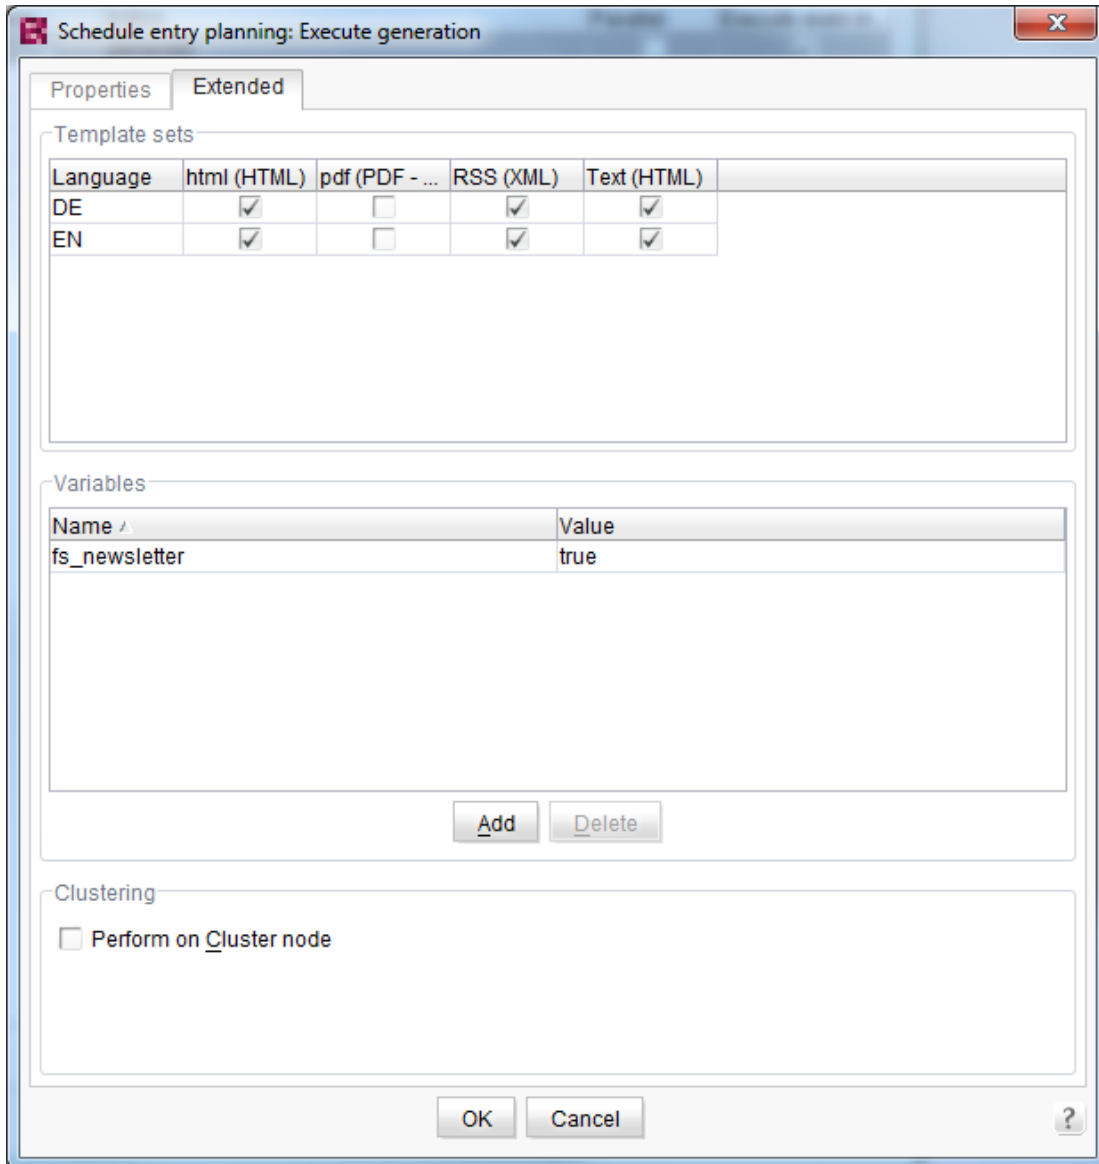 Schedule entry planning: Execute generation
Properties Extended
Template sets
Language html (HTML) pdf (PDF - ... RSS (XML) Text (HTML)
DE
EN
Variables
Name Value
fs_newsletter true
Add Delete
Clustering
Perform on Cluster node
OK Cancel ?